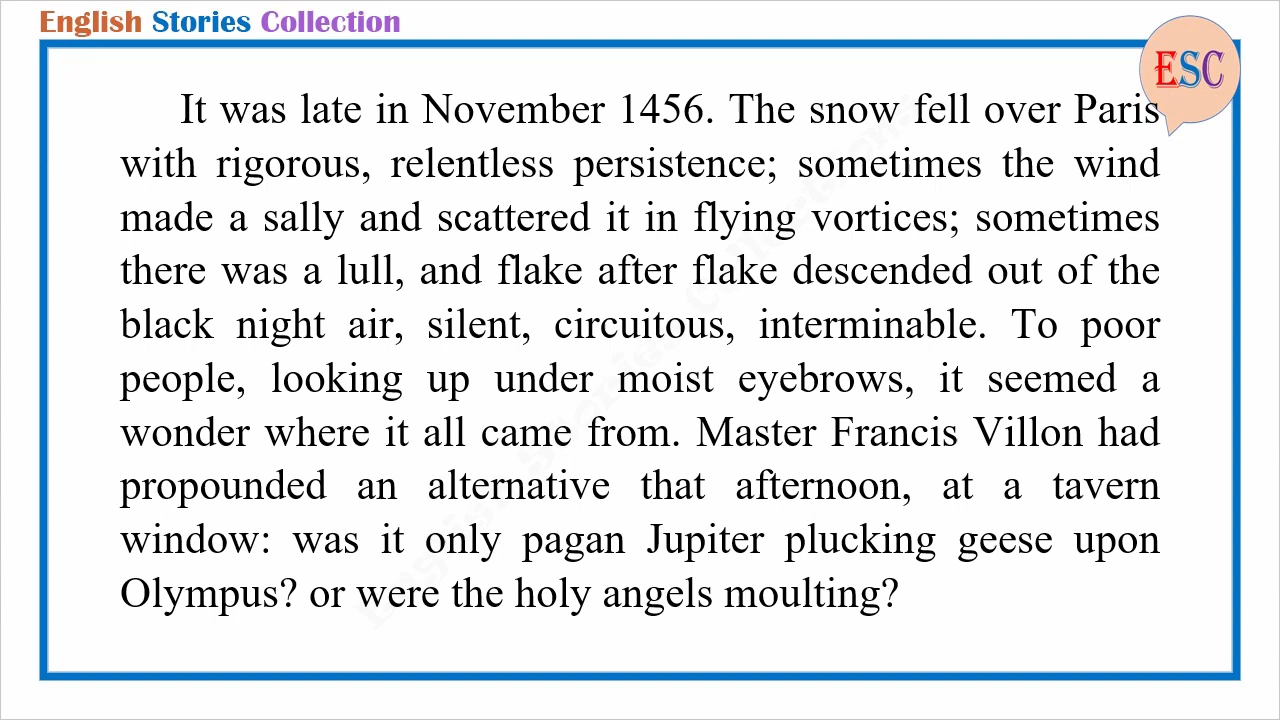 English Stories Collection
ESC
It was late in November 1456. The snow fell over Paris
with rigorous, relentless persistence; sometimes the wind
made a sally and scattered it in flying vortices; sometimes
there was a lull, and flake after flake descended out of the
black night air, silent, circuitous, interminable. To poor
people, looking up under moist eyebrows, it seemed a
wonder where it all came from. Master Francis Villon had
propounded an alternative that afternoon, at a tavern
window: was it only pagan Jupiter plucking geese upon
Olympus? or were the holy angels moulting?